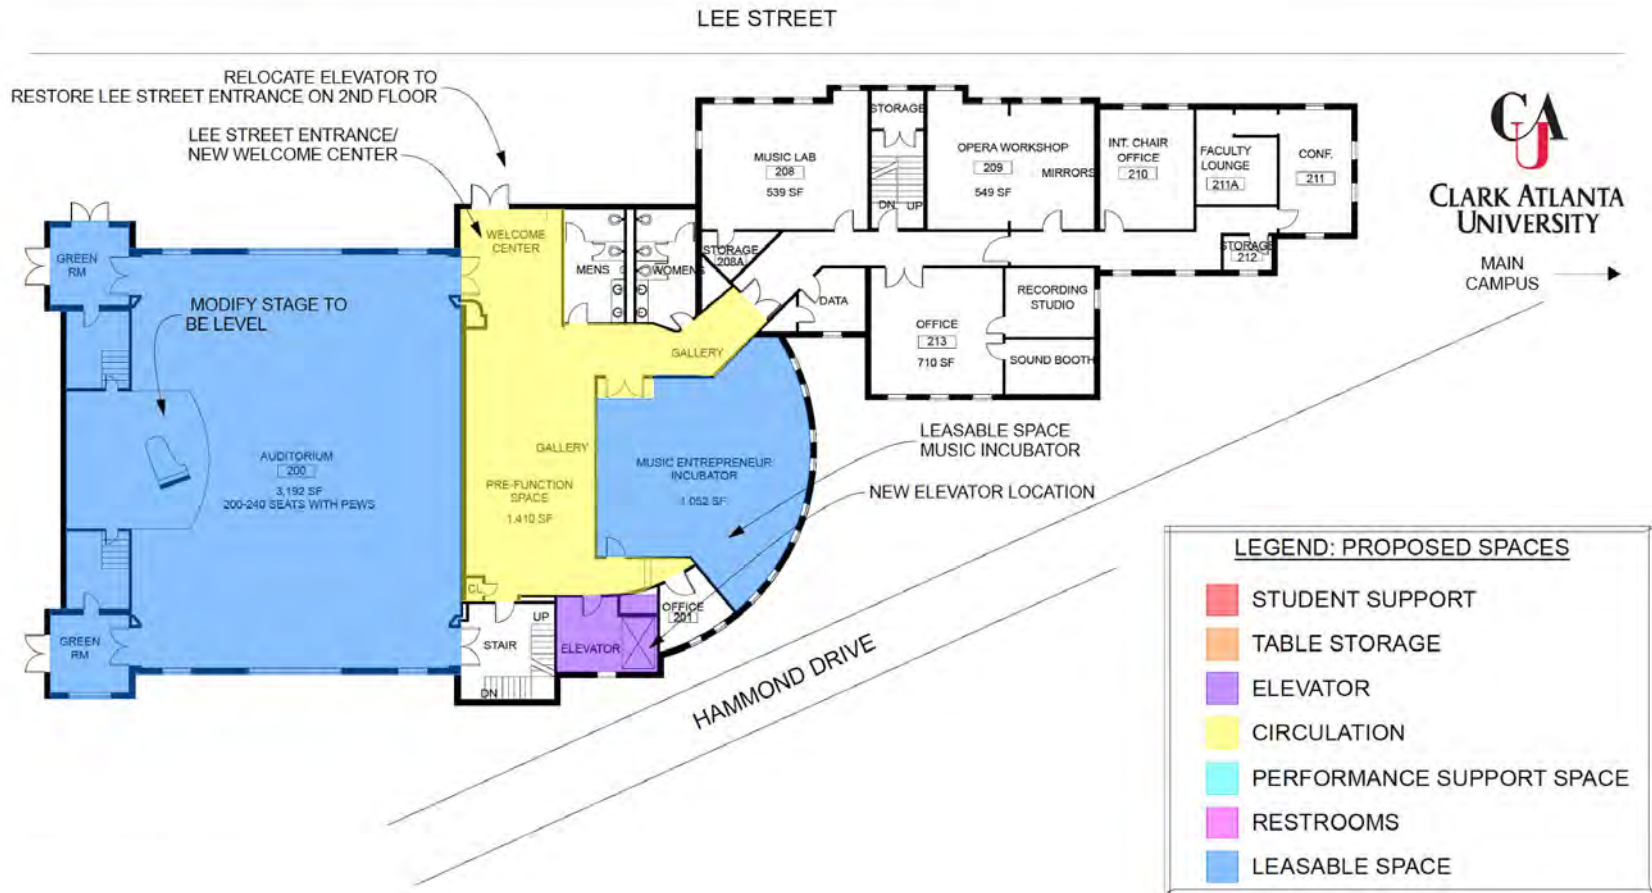 LEE STREET
RELOCATE ELEVATOR TO
RESTORE LEE STREET ENTRANCE ON 2ND FLOOR
LEE STREET ENTRANCE/
NEW WELCOME CENTER
GREEN
RM
MODIFY STAGE TO
BE LEVEL
AUDITORIUM
200
3,192 SF
200-240 SEATS WITH PEWS
GREEN
RM
WELCOME
CENTER
MENS
WOMENS
GALLERY
GALLERY
PRE-FUNCTION
SPACE
1,410 SF
CL
STAIR
UP
DN
ELEVATOR
OFFICE
201
MUSIC ENTREPRENEUR
INCUBATOR
1,052 SF
LEASABLE SPACE
MUSIC INCUBATOR
NEW ELEVATOR LOCATION
MUSIC LAB
208
539 SF
STORAGE
208A
STORAGE
DN
UP
OPERA WORKSHOP
209
549 SF
MIRRORS
INT. CHAIR
OFFICE
210
FACULTY
LOUNGE
211A
CONF.
211
STORAGE
212
DATA
OFFICE
213
710 SF
RECORDING
STUDIO
SOUND BOOTH
HAMMOND DRIVE
CAU
CLARK ATLANTA
UNIVERSITY
MAIN
CAMPUS
LEGEND: PROPOSED SPACES
STUDENT SUPPORT
TABLE STORAGE
ELEVATOR
CIRCULATION
PERFORMANCE SUPPORT SPACE
RESTROOMS
LEASABLE SPACE